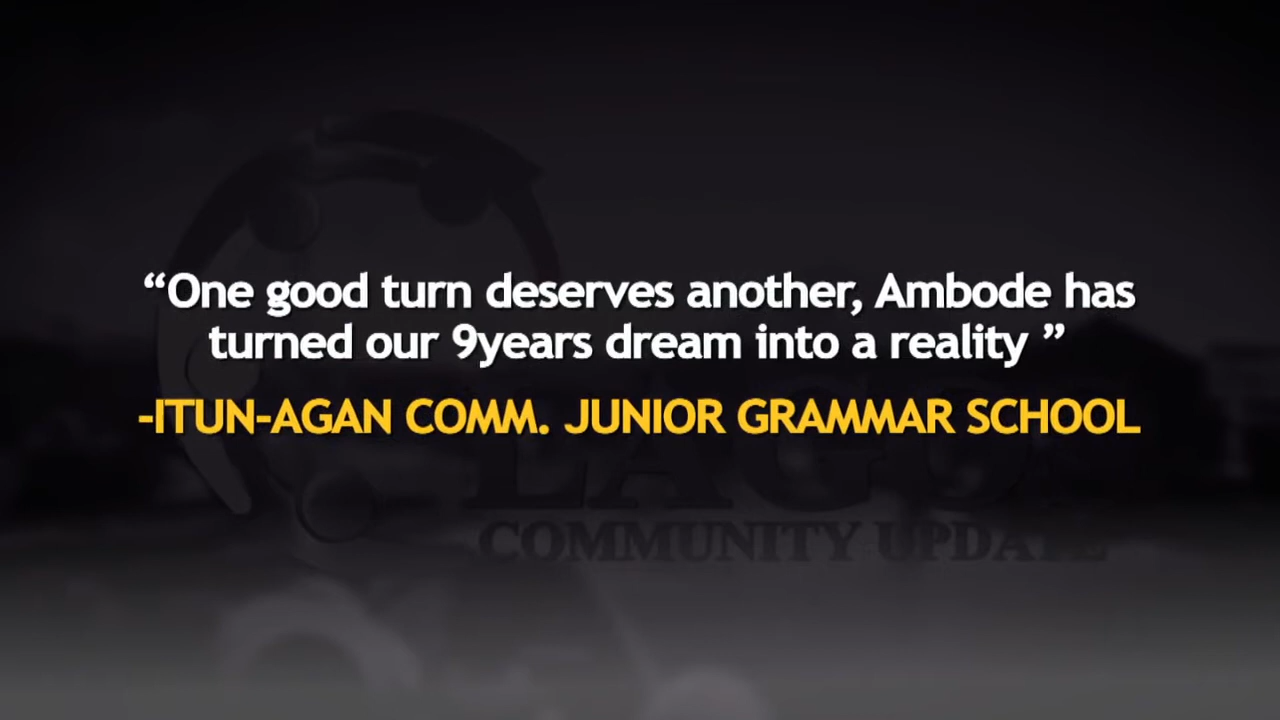 “One good turn deserves another, Ambode has
turned our 9years dream into a reality ”
-ITUN-AGAN COMM. JUNIOR GRAMMAR SCHOOL
LAGOS
COMMUNITY UPDATE